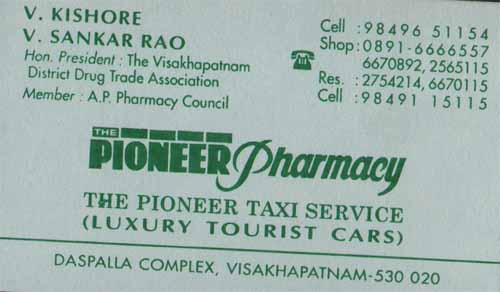 V. KISHORE
V. SANKAR RAO
Hon. President : The Visakhapatnam
District Drug Trade Association
Member : A.P. Pharmacy Council
Cell : 98496 51154
Shop : 0891-6666557
6670892, 2565115
Res. : 2754214, 6670115
Cell : 98491 15115
THE
PIONEER Pharmacy
THE PIONEER TAXI SERVICE
(LUXURY TOURIST CARS)
DASPALLA COMPLEX, VISAKHAPATNAM-530 020